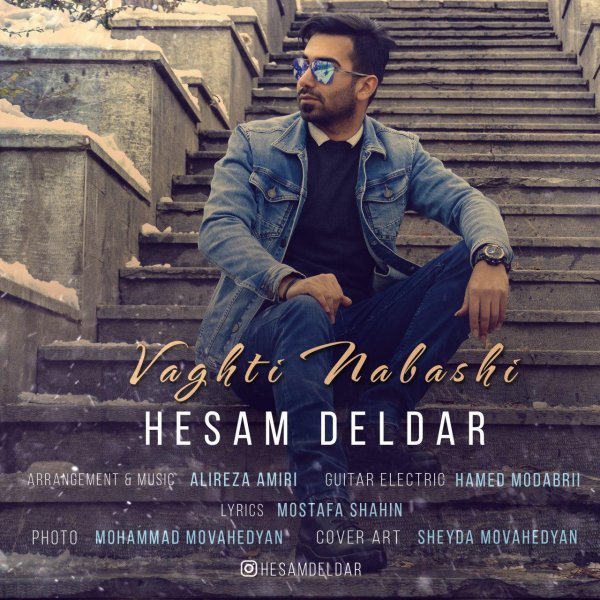 Vaghti Nabashi
HESAM DELDAR
ARRANGEMENT & MUSIC ALIREZA AMIRI GUITAR ELECTRIC HAMED MODABRII
LYRICS MOSTAFA SHAHIN
PHOTO MOHAMMAD MOVAHEDYAN COVER ART SHEYDA MOVAHEDYAN
HESAMDELDAR